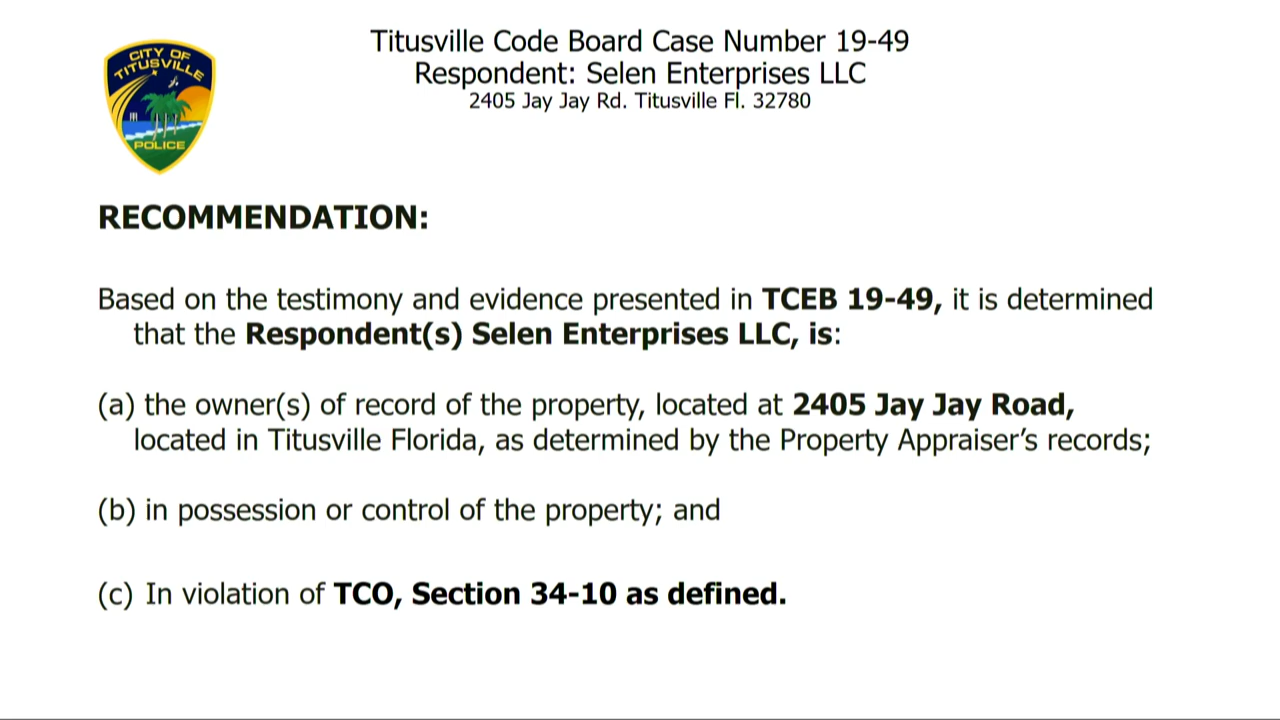 Titusville Code Board Case Number 19-49
Respondent: Selen Enterprises LLC
2405 Jay Jay Rd. Titusville Fl. 32780
CITY OF
TITUSVILLE
POLICE
RECOMMENDATION:
Based on the testimony and evidence presented in TCEB 19-49, it is determined
that the Respondent(s) Selen Enterprises LLC, is:
(a) the owner(s) of record of the property, located at 2405 Jay Jay Road,
located in Titusville Florida, as determined by the Property Appraiser’s records;
(b) in possession or control of the property; and
(c) In violation of TCO, Section 34-10 as defined.